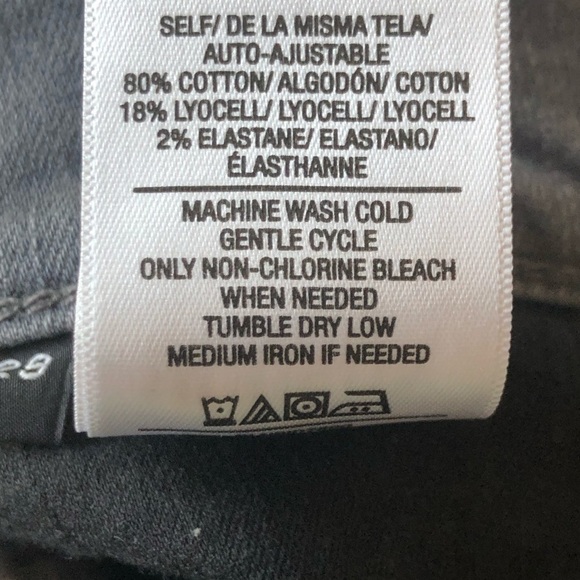 SELF/ DE LA MISMA TELA/
AUTO-AJUSTABLE
80% COTTON/ ALGODÓN/ COTON
18% LYOCELL/ LYOCELL/ LYOCELL
2% ELASTANE/ ELASTANO/
ÉLASTHANNE
MACHINE WASH COLD
GENTLE CYCLE
ONLY NON-CHLORINE BLEACH
WHEN NEEDED
TUMBLE DRY LOW
MEDIUM IRON IF NEEDED